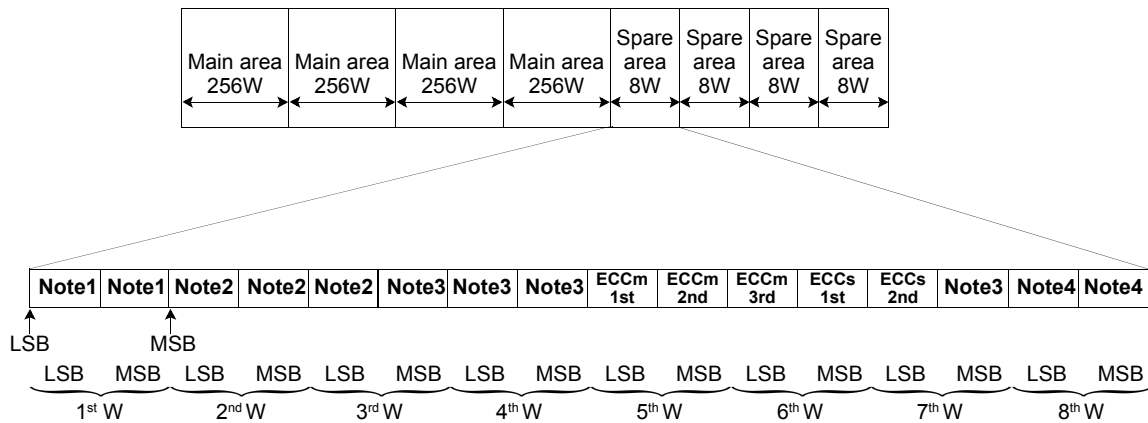 Main area
256W
Main area
256W
Main area
256W
Main area
256W
Spare
area
8W
Spare
area
8W
Spare
area
8W
Spare
area
8W
Note1 Note1 Note2 Note2 Note2 Note3 Note3 Note3 ECCm 1st ECCm 2nd ECCm 3rd ECCs 1st ECCs 2nd Note3 Note4 Note4
LSB MSB
LSB MSB LSB MSB LSB MSB LSB MSB LSB MSB LSB MSB LSB MSB LSB MSB
1st W 2nd W 3rd W 4th W 5th W 6th W 7th W 8th W